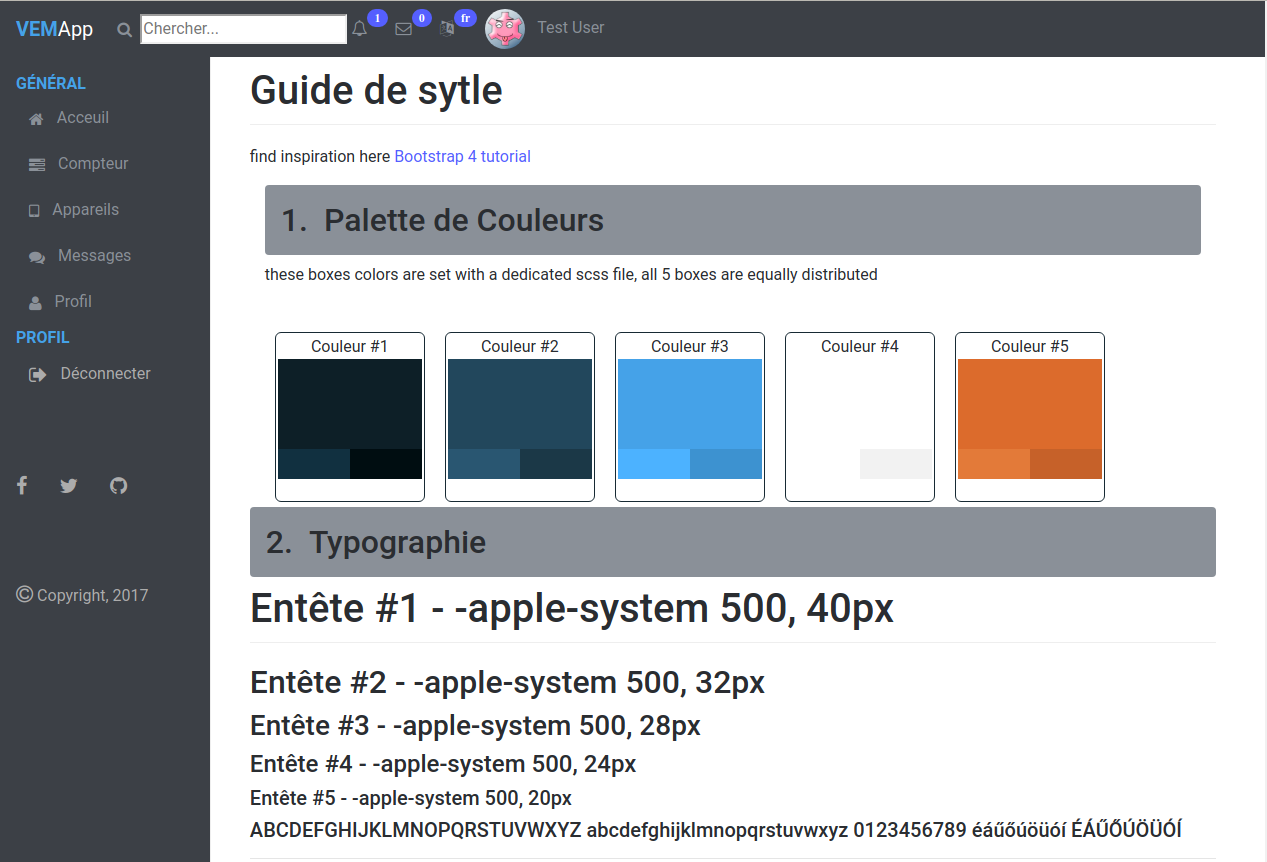 VEMApp Chercher... 1 0 fr Test User
GÉNÉRAL
Acceuil
Compteur
Appareils
Messages
Profil
PROFIL
Déconnecter
© Copyright, 2017
Guide de sytle
find inspiration here Bootstrap 4 tutorial
1. Palette de Couleurs
these boxes colors are set with a dedicated scss file, all 5 boxes are equally distributed
Couleur #1 Couleur #2 Couleur #3 Couleur #4 Couleur #5
2. Typographie
Entête #1 - -apple-system 500, 40px
Entête #2 - -apple-system 500, 32px
Entête #3 - -apple-system 500, 28px
Entête #4 - -apple-system 500, 24px
Entête #5 - -apple-system 500, 20px
ABCDEFGHIJKLMNOPQRSTUVWXYZ abcdefghijklmnopqrstuvwxyz 0123456789 éáűőúöüóí ÉÁŰŐÚÖÜÓÍ